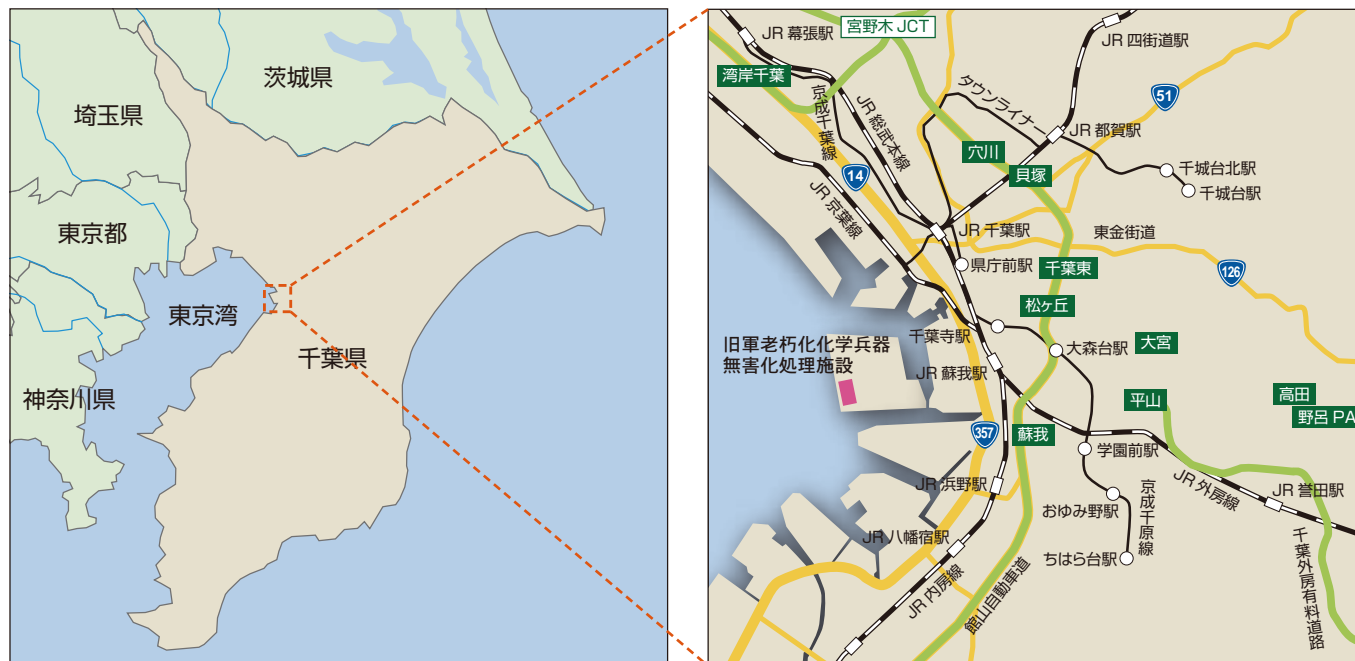 茨城県
埼玉県
東京都
東京湾
千葉県
神奈川県
JR 幕張駅
宮野木 JCT
JR 四街道駅
湾岸千葉
京成千葉線
JR 総武本線
タウンライナー
51
JR 都賀駅
穴川
貝塚
千城台北駅
千城台駅
14
JR 京葉線
JR 千葉駅
東金街道
県庁前駅
千葉東
126
松ヶ丘
千葉寺駅
大森台駅
大宮
旧軍老朽化化学兵器
無害化処理施設
JR 蘇我駅
平山
高田
野呂 PA
357
蘇我
学園前駅
JR 浜野駅
JR 外房線
JR 誉田駅
おゆみ野駅
京成千原線
JR 八幡宿駅
ちはら台駅
JR 内房線
館山自動車道
千葉外房有料道路